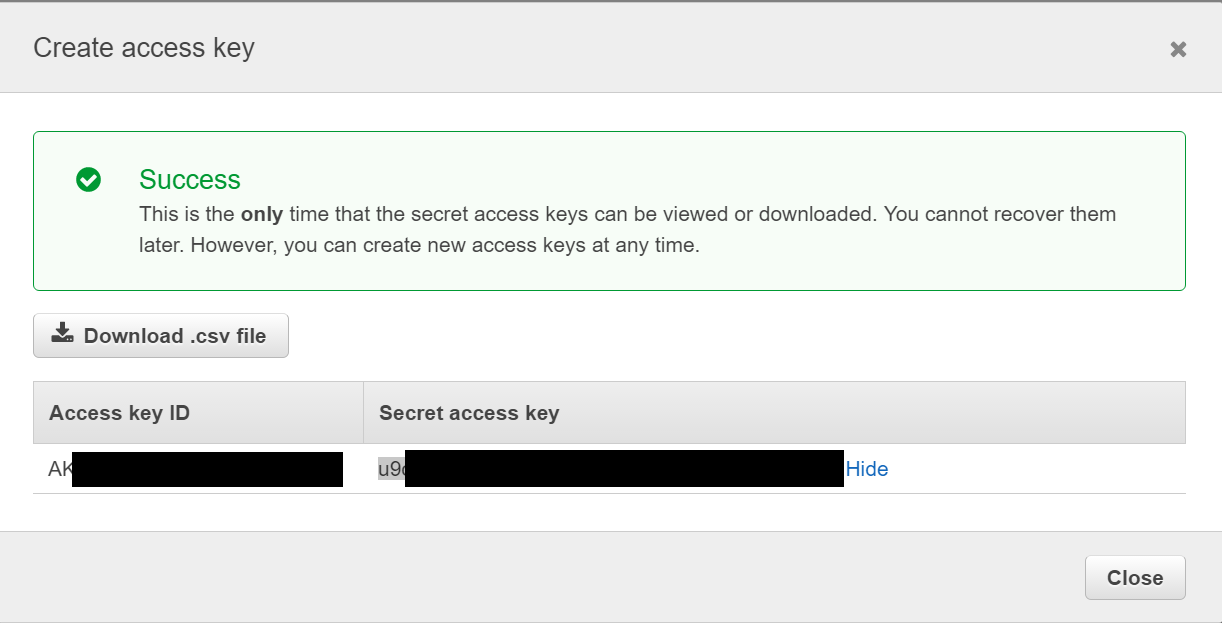 Create access key
Success
This is the only time that the secret access keys can be viewed or downloaded. You cannot recover them
later. However, you can create new access keys at any time.
Download .csv file
Access key ID Secret access key
AK u9 Hide
Close